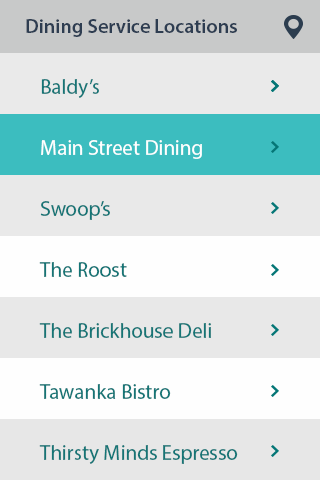 Dining Service Locations
Baldy’s
Main Street Dining
Swoop’s
The Roost
The Brickhouse Deli
Tawanka Bistro
Thirsty Minds Espresso